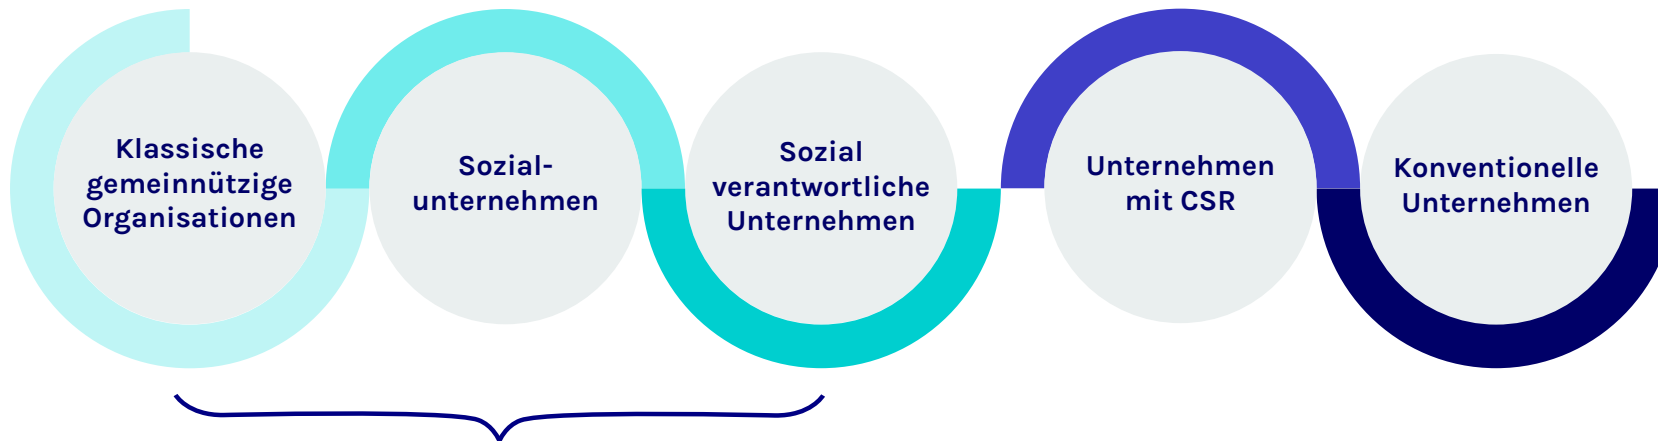 Klassische
gemeinnützige
Organisationen
Sozial-
unternehmen
Sozial
verantwortliche
Unternehmen
Unternehmen
mit CSR
Konventionelle
Unternehmen